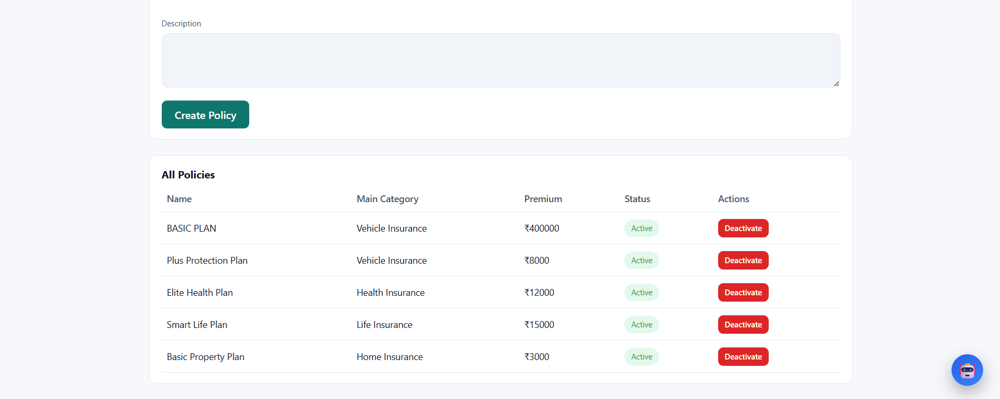 Description
Create Policy
All Policies
Name Main Category Premium Status Actions
BASIC PLAN Vehicle Insurance ₹400000 Active Deactivate
Plus Protection Plan Vehicle Insurance ₹8000 Active Deactivate
Elite Health Plan Health Insurance ₹12000 Active Deactivate
Smart Life Plan Life Insurance ₹15000 Active Deactivate
Basic Property Plan Home Insurance ₹3000 Active Deactivate